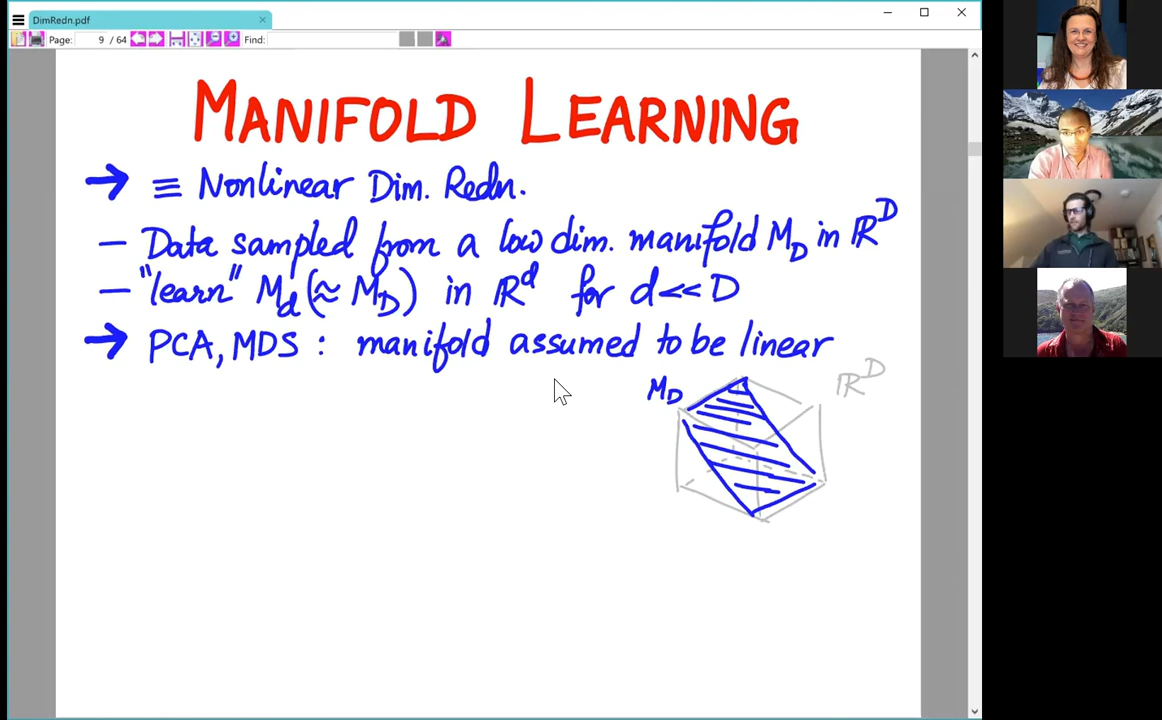 DimRedn.pdf
Page: 9 / 64 Find:
MANIFOLD LEARNING
→ ≡ Nonlinear Dim. Redn.
– Data sampled from a low dim. manifold M_D in ℝ^D
– "learn" M_d (≈ M_D) in ℝ^d for d << D
→ PCA, MDS : manifold assumed to be linear
M_D ℝ^D